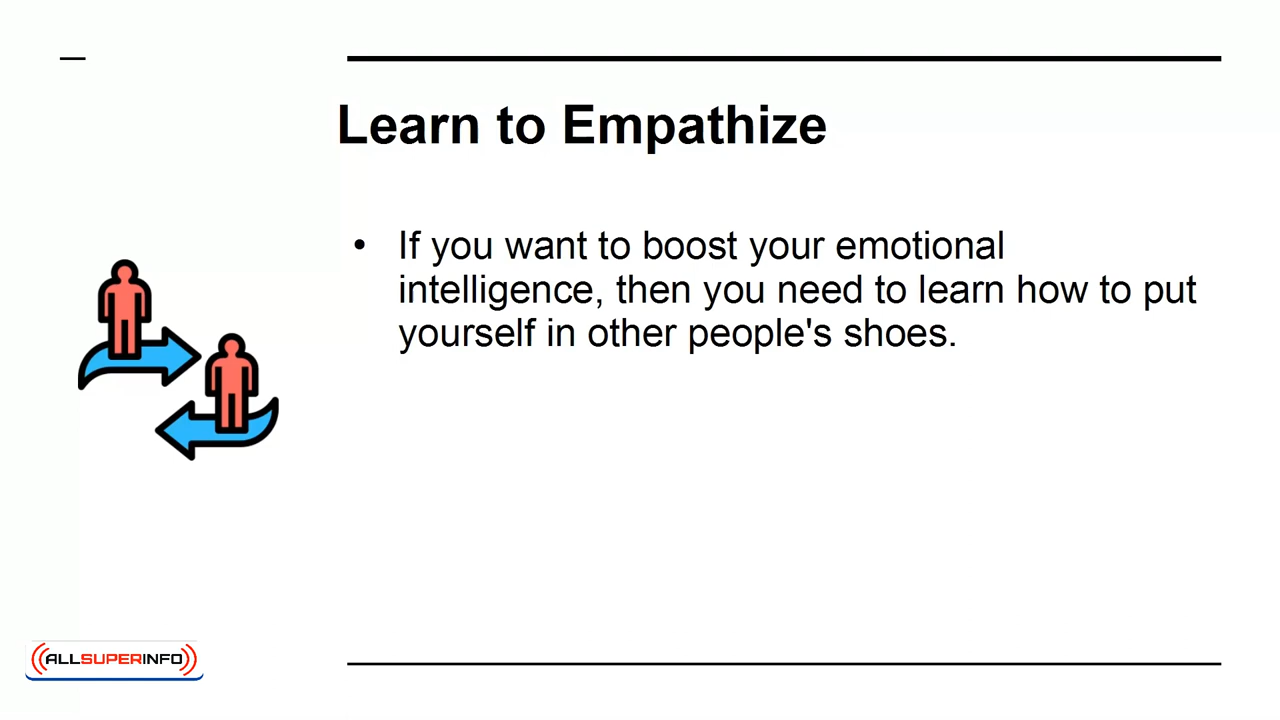 Learn to Empathize
• If you want to boost your emotional
intelligence, then you need to learn how to put
yourself in other people's shoes.
ALLSUPERINFO